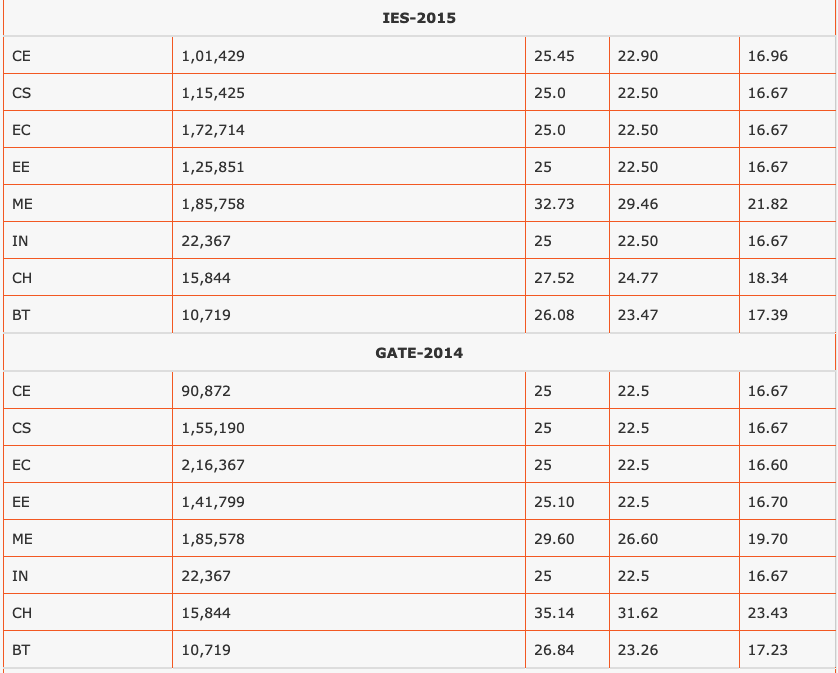 IES-2015
CE 1,01,429 25.45 22.90 16.96
CS 1,15,425 25.0 22.50 16.67
EC 1,72,714 25.0 22.50 16.67
EE 1,25,851 25 22.50 16.67
ME 1,85,758 32.73 29.46 21.82
IN 22,367 25 22.50 16.67
CH 15,844 27.52 24.77 18.34
BT 10,719 26.08 23.47 17.39
GATE-2014
CE 90,872 25 22.5 16.67
CS 1,55,190 25 22.5 16.67
EC 2,16,367 25 22.5 16.60
EE 1,41,799 25.10 22.5 16.70
ME 1,85,578 29.60 26.60 19.70
IN 22,367 25 22.5 16.67
CH 15,844 35.14 31.62 23.43
BT 10,719 26.84 23.26 17.23